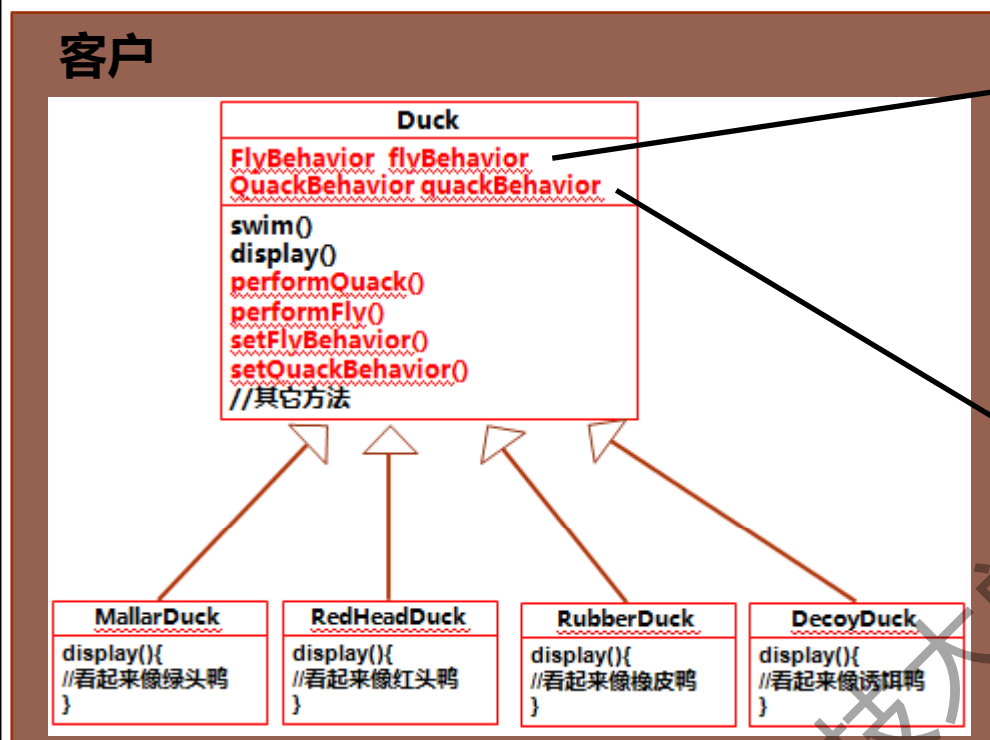 客户
Duck
FlyBehavior flyBehavior
QuackBehavior quackBehavior
swim()
display()
performQuack()
performFly()
setFlyBehavior()
setQuackBehavior()
//其它方法
MallarDuck
display(){
//看起来像绿头鸭
}
RedHeadDuck
display(){
//看起来像红头鸭
}
RubberDuck
display(){
//看起来像橡皮鸭
}
DecoyDuck
display(){
//看起来像诱饵鸭
}
技大